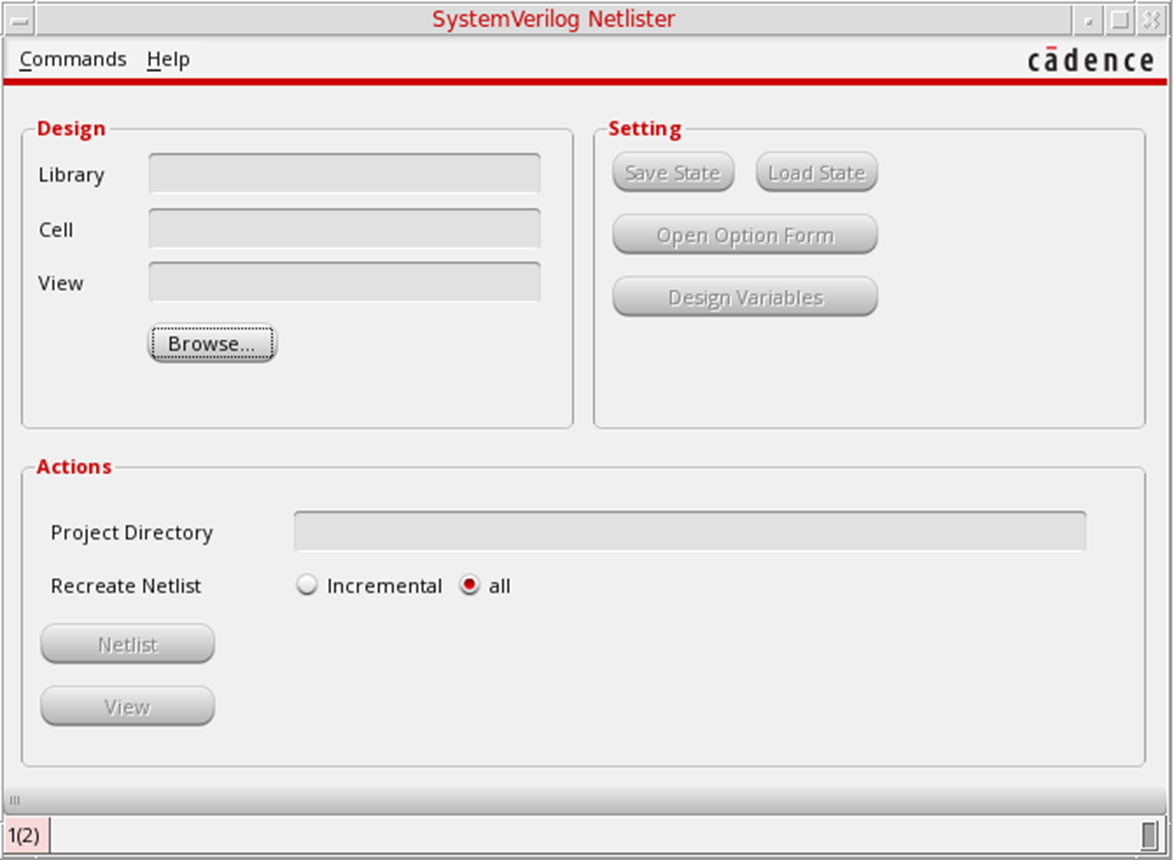 SystemVerilog Netlister
Commands Help
cādence
Design
Library
Cell
View
Browse...
Setting
Save State Load State
Open Option Form
Design Variables
Actions
Project Directory
Recreate Netlist Incremental all
Netlist
View
1(2)